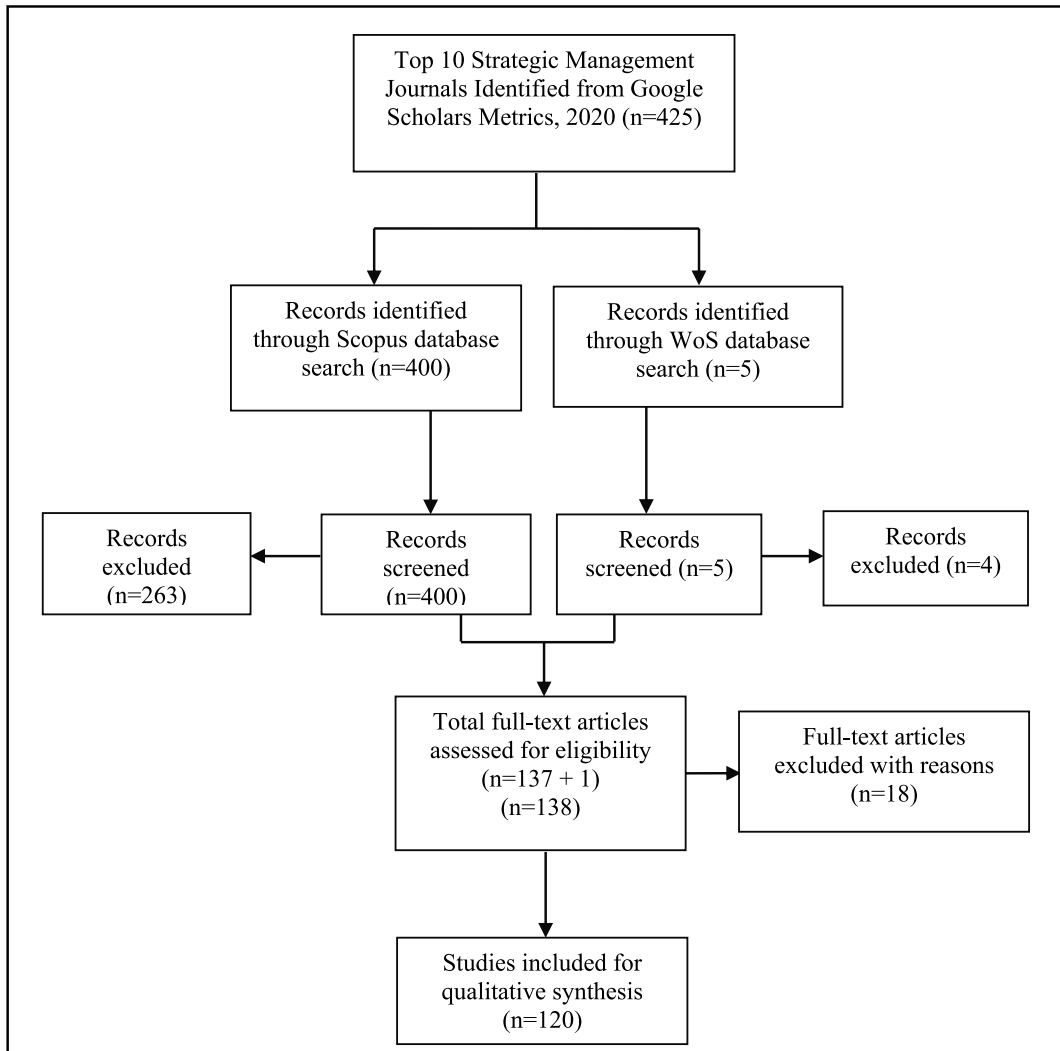 Top 10 Strategic Management
Journals Identified from Google
Scholars Metrics, 2020 (n=425)
Records identified
through Scopus database
search (n=400)
Records identified
through WoS database
search (n=5)
Records
excluded
(n=263)
Records
screened
(n=400)
Records
screened (n=5)
Records
excluded (n=4)
Total full-text articles
assessed for eligibility
(n=137 + 1)
(n=138)
Full-text articles
excluded with reasons
(n=18)
Studies included for
qualitative synthesis
(n=120)